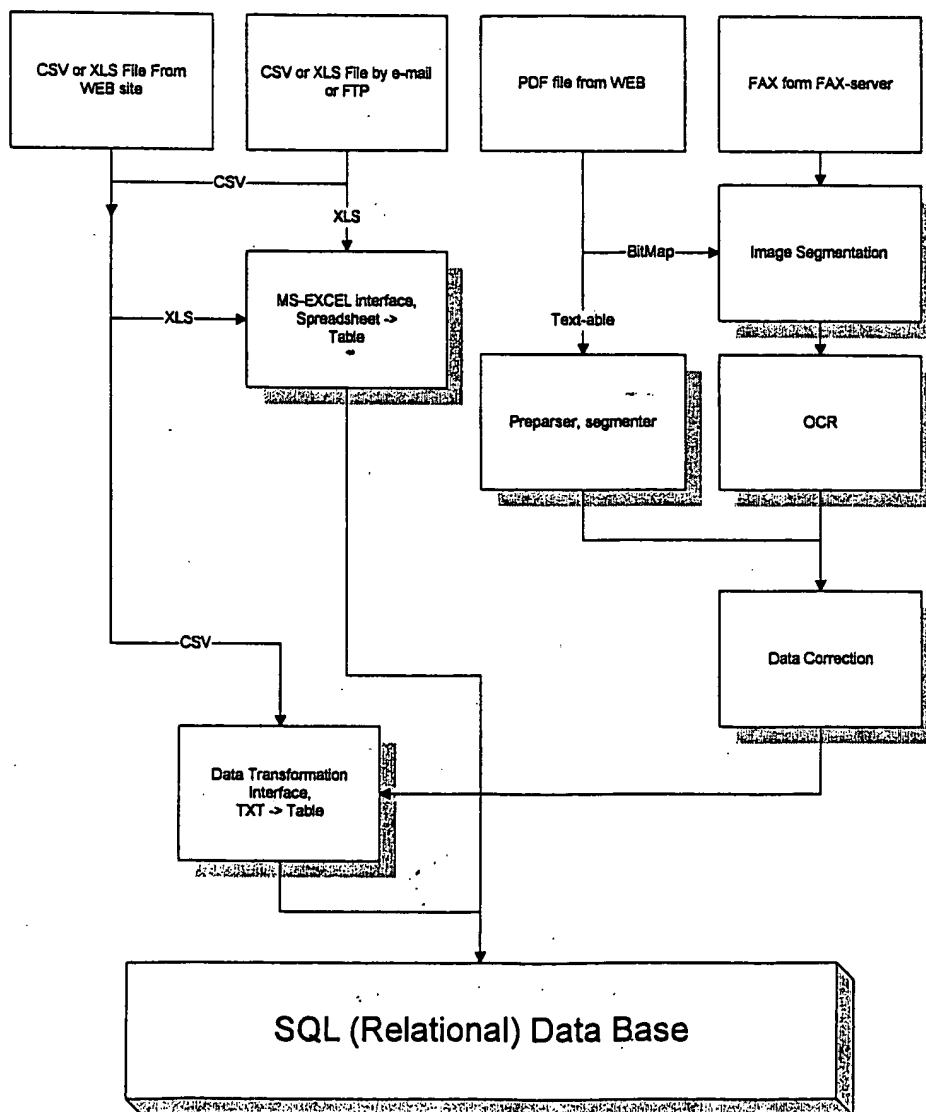 CSV or XLS File From
WEB site
CSV or XLS File by e-mail
or FTP
PDF file from WEB
FAX form FAX-server
CSV
XLS
BitMap
Image Segmentation
MS-EXCEL interface,
Spreadsheet ->
Table
XLS
Text-able
Preparser, segmenter
OCR
CSV
Data Correction
Data Transformation
Interface,
TXT -> Table
SQL (Relational) Data Base